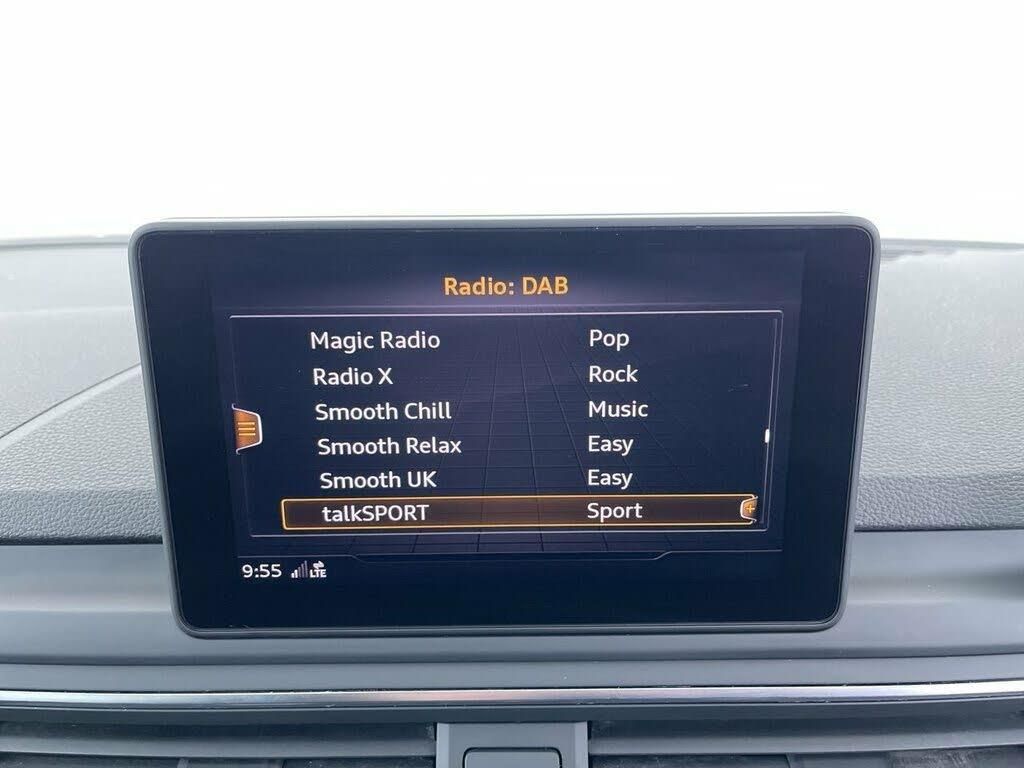 Radio: DAB
Magic Radio Pop
Radio X Rock
Smooth Chill Music
Smooth Relax Easy
Smooth UK Easy
talkSPORT Sport
9:55 LTE